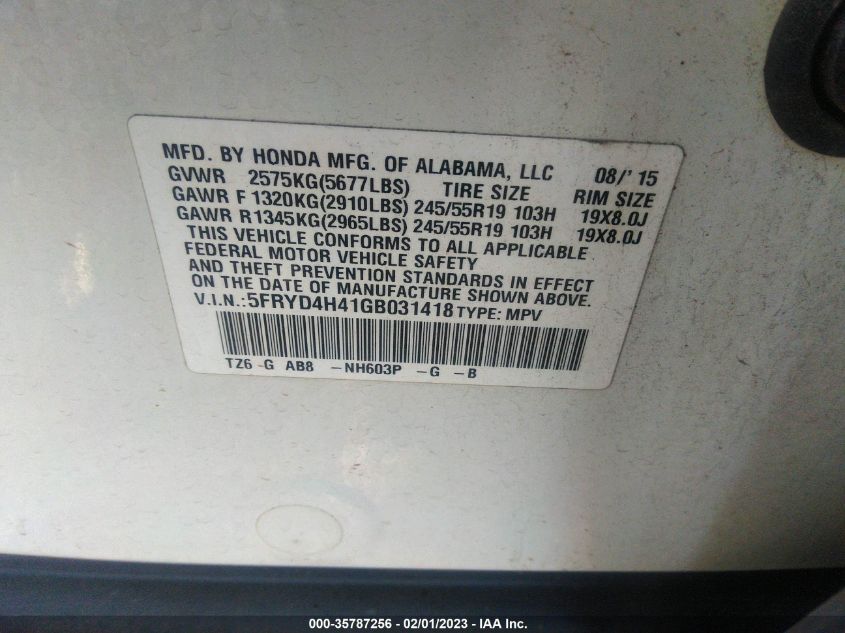 MFD. BY HONDA MFG. OF ALABAMA, LLC 08/' 15
GVWR 2575KG(5677LBS) TIRE SIZE RIM SIZE
GAWR F 1320KG(2910LBS) 245/55R19 103H 19X8.0J
GAWR R1345KG(2965LBS) 245/55R19 103H 19X8.0J
THIS VEHICLE CONFORMS TO ALL APPLICABLE
FEDERAL MOTOR VEHICLE SAFETY
AND THEFT PREVENTION STANDARDS IN EFFECT
ON THE DATE OF MANUFACTURE SHOWN ABOVE.
V.I.N.:5FRYD4H41GB031418 TYPE: MPV
TZ6 -G AB8 -NH603P -G -B
000-35787256 - 02/01/2023 - IAA Inc.